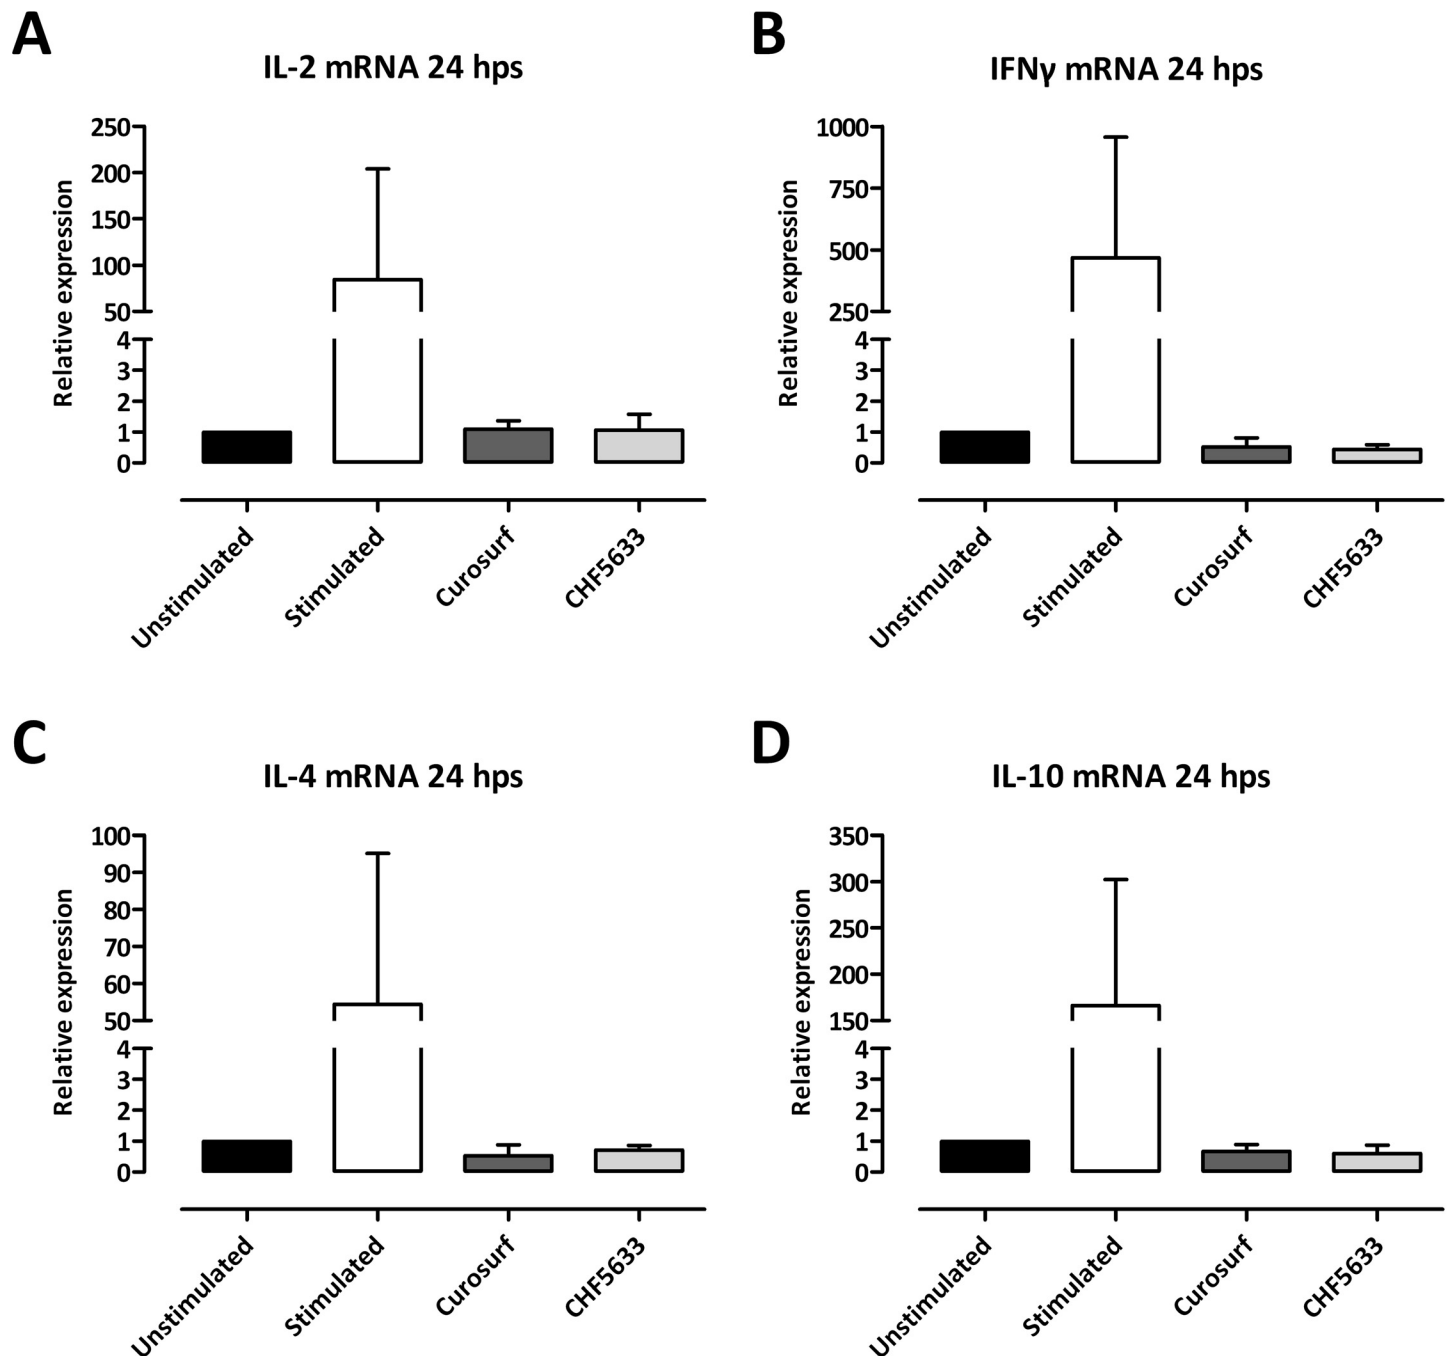 A
IL-2 mRNA 24 hps
Relative expression
250
200
150
100
50
4
3
2
1
0
Unstimulated
Stimulated
Curosurf
CHF5633
B
IFNγ mRNA 24 hps
Relative expression
1000
750
500
250
4
3
2
1
0
Unstimulated
Stimulated
Curosurf
CHF5633
C
IL-4 mRNA 24 hps
Relative expression
100
90
80
70
60
50
4
3
2
1
0
Unstimulated
Stimulated
Curosurf
CHF5633
D
IL-10 mRNA 24 hps
Relative expression
350
300
250
200
150
4
3
2
1
0
Unstimulated
Stimulated
Curosurf
CHF5633